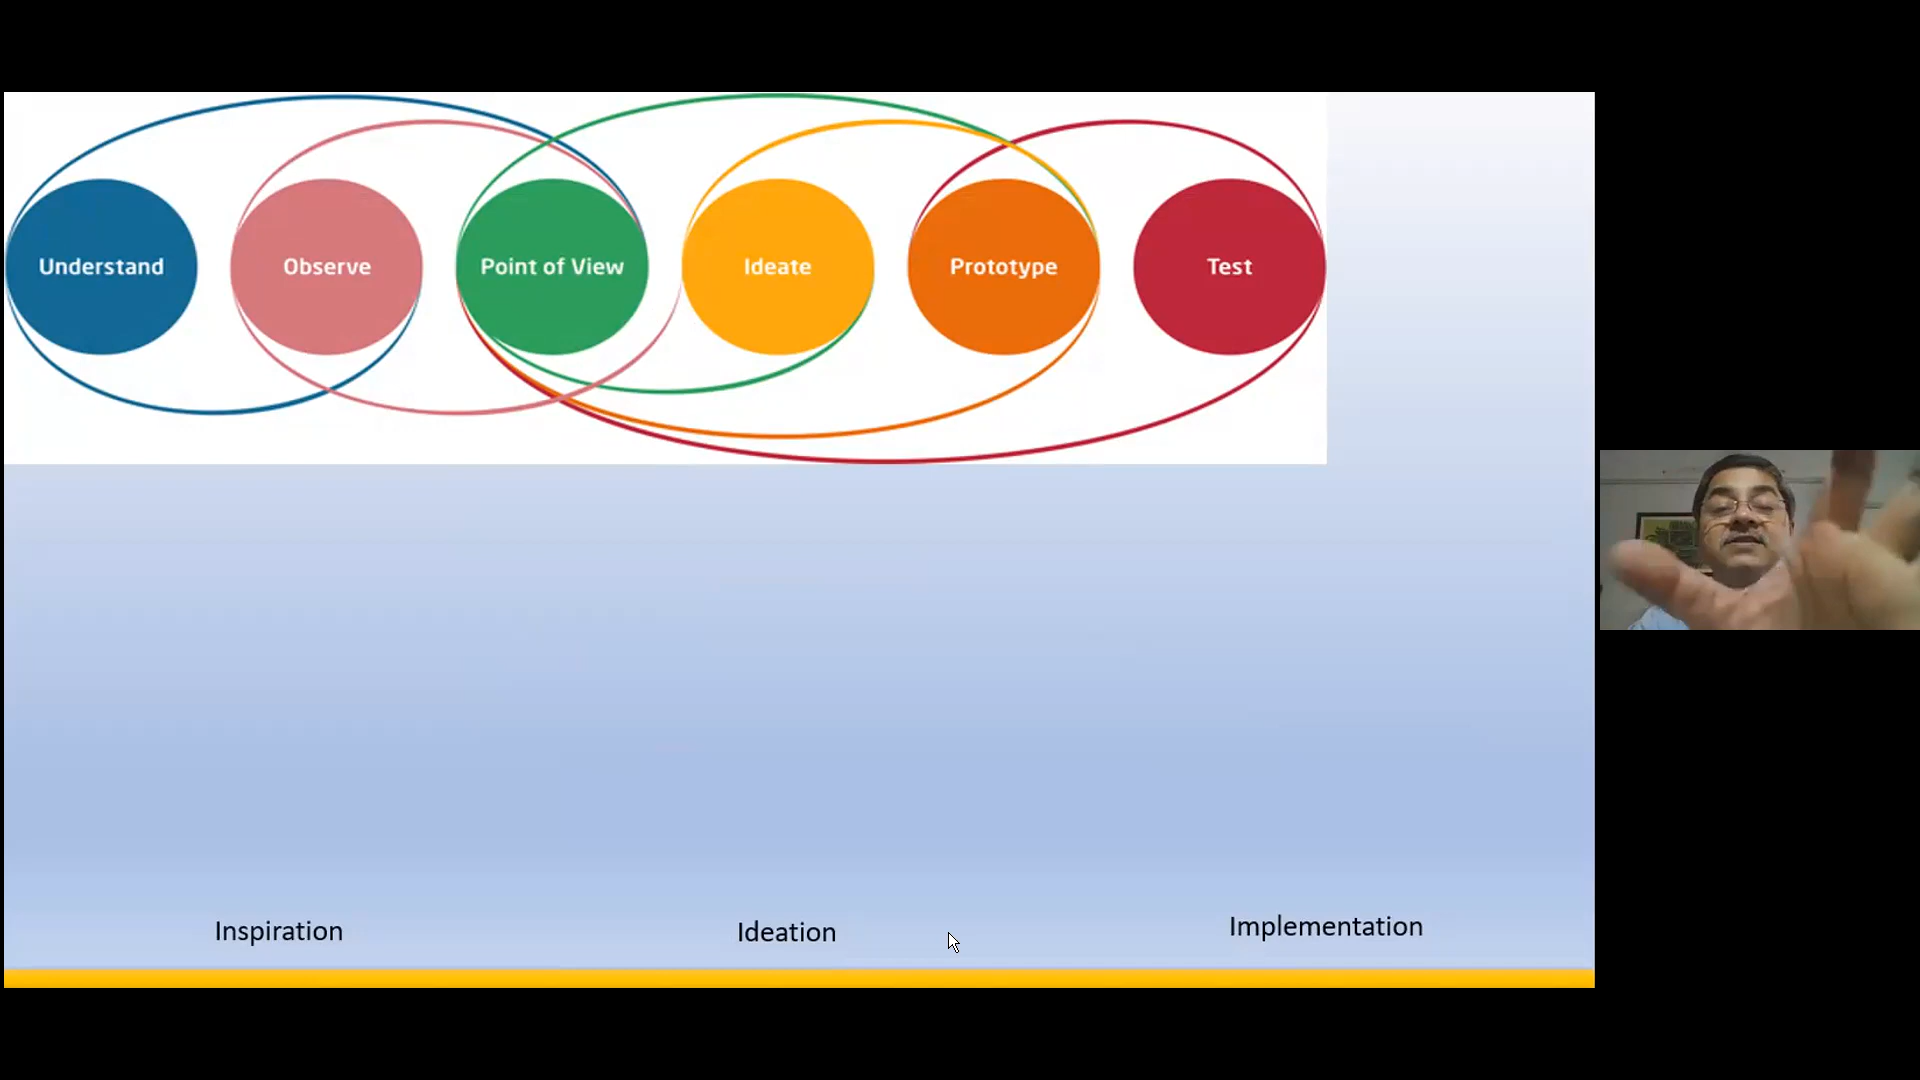 Understand
Observe
Point of View
Ideate
Prototype
Test
Inspiration
Ideation
Implementation